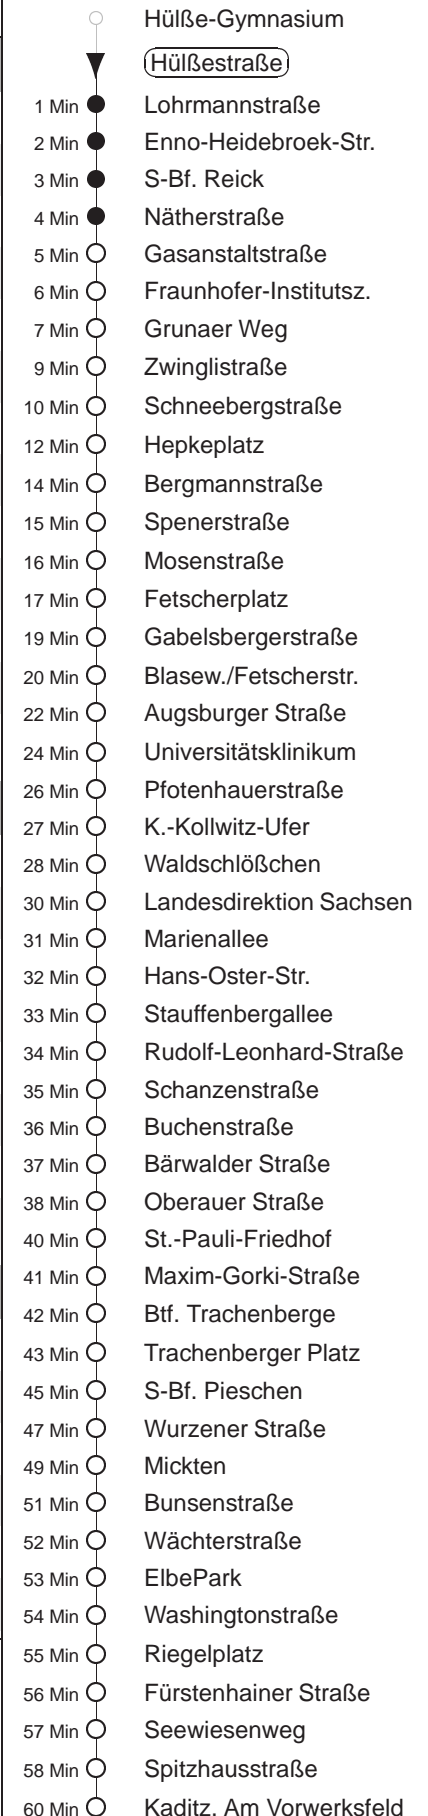 Hülße-Gymnasium
Hülßestraße
1 Min Lohrmannstraße
2 Min Enno-Heidebroek-Str.
3 Min S-Bf. Reick
4 Min Nätherstraße
5 Min Gasanstaltstraße
6 Min Fraunhofer-Institutsz.
7 Min Grunaer Weg
9 Min Zwinglistraße
10 Min Schneebergstraße
12 Min Hepkeplatz
14 Min Bergmannstraße
15 Min Spenerstraße
16 Min Mosenstraße
17 Min Fetscherplatz
19 Min Gabelsbergerstraße
20 Min Blasew./Fetscherstr.
22 Min Augsburger Straße
24 Min Universitätsklinikum
26 Min Pfotenhauerstraße
27 Min K.-Kollwitz-Ufer
28 Min Waldschlößchen
30 Min Landesdirektion Sachsen
31 Min Marienallee
32 Min Hans-Oster-Str.
33 Min Stauffenbergallee
34 Min Rudolf-Leonhard-Straße
35 Min Schanzenstraße
36 Min Buchenstraße
37 Min Bärwalder Straße
38 Min Oberauer Straße
40 Min St.-Pauli-Friedhof
41 Min Maxim-Gorki-Straße
42 Min Btf. Trachenberge
43 Min Trachenberger Platz
45 Min S-Bf. Pieschen
47 Min Wurzener Straße
49 Min Mickten
51 Min Bunsenstraße
52 Min Wächterstraße
53 Min ElbePark
54 Min Washingtonstraße
55 Min Riegelplatz
56 Min Fürstenhainer Straße
57 Min Seewiesenweg
58 Min Spitzhausstraße
60 Min Kaditz, Am Vorwerksfeld